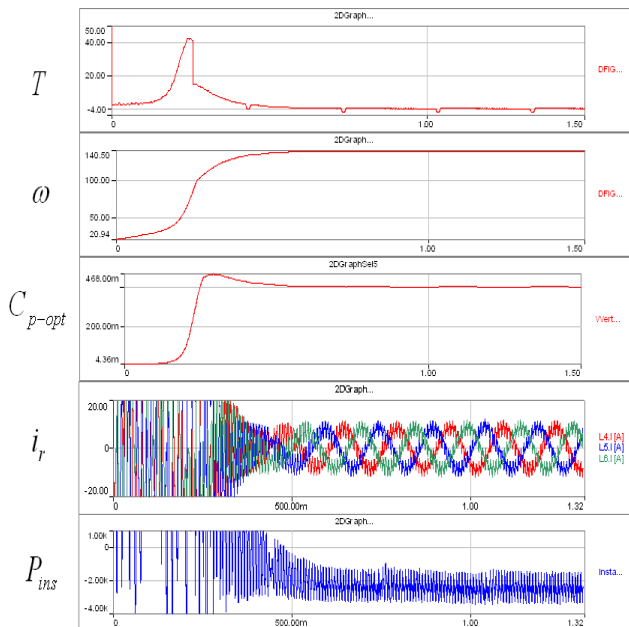 2DGraph...
50.00
40.00
20.00
-4.00
0
1.00
1.50
T
DFIG...
2DGraph...
140.50
100.00
50.00
20.94
0
1.00
1.50
ω
DFIG...
2DGraphSel5
468.00m
200.00m
4.36m
0
1.00
1.50
C p-opt
Wert...
2DGraph...
20.00
0
-20.00
0
500.00m
1.00
1.32
i r
L4.I [A]
L5.I [A]
L6.I [A]
2DGraph...
1.00k
0
-2.00k
-4.00k
0
500.00m
1.00
1.32
P ins
Insta...